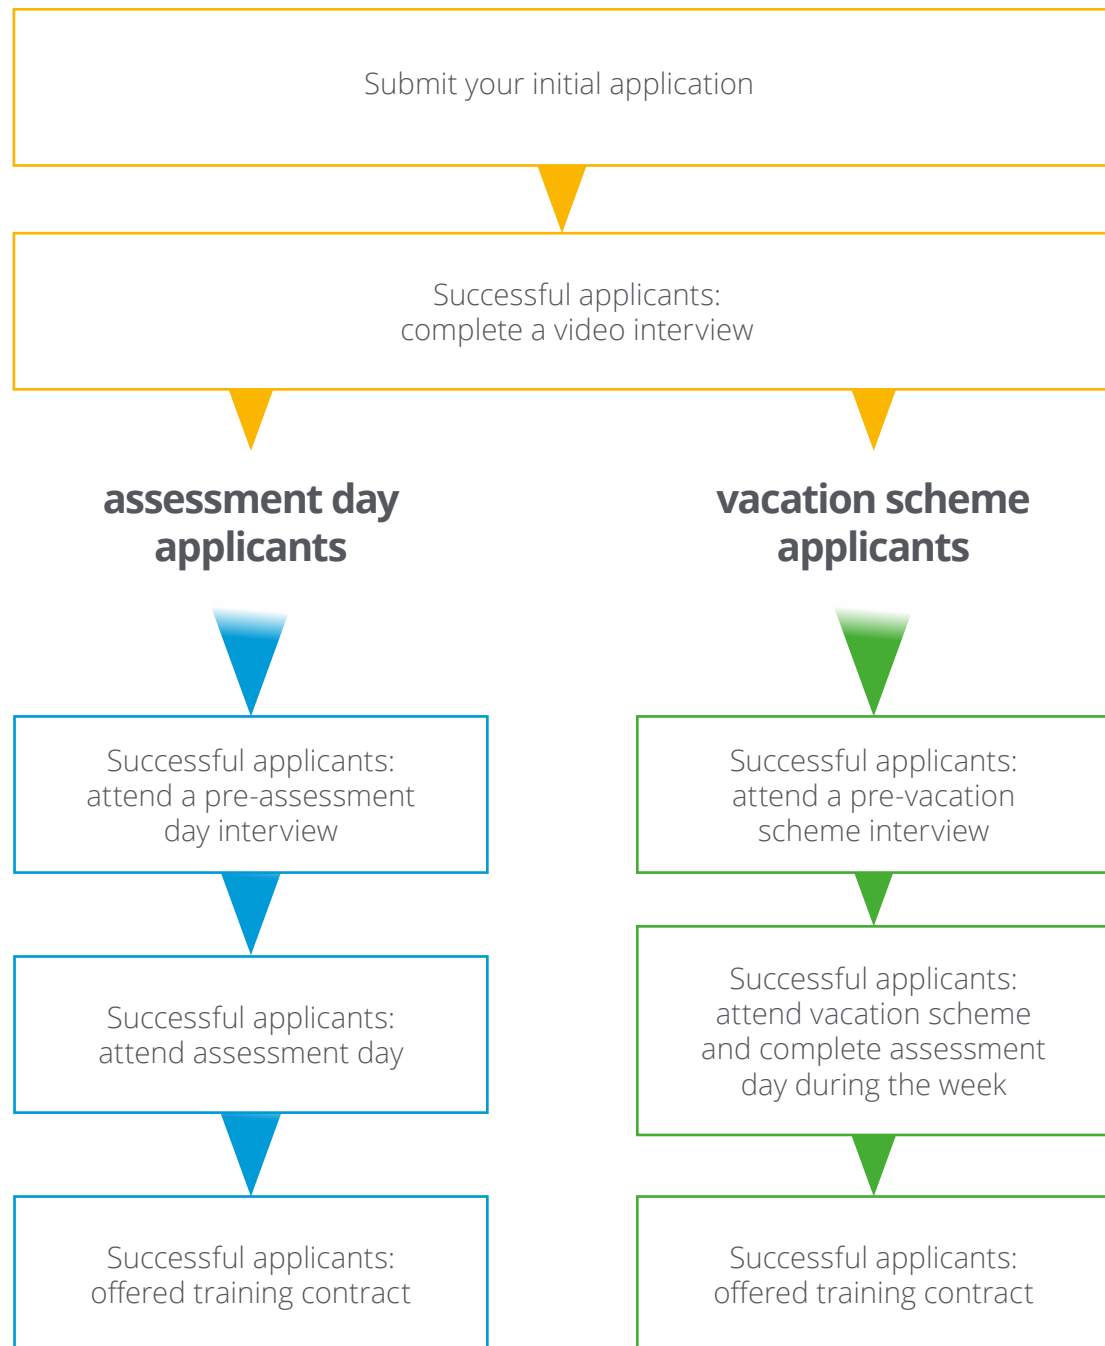 Submit your initial application
Successful applicants:
complete a video interview
assessment day
applicants
Successful applicants:
attend a pre-assessment
day interview
Successful applicants:
attend assessment day
Successful applicants:
offered training contract
vacation scheme
applicants
Successful applicants:
attend a pre-vacation
scheme interview
Successful applicants:
attend vacation scheme
and complete assessment
day during the week
Successful applicants:
offered training contract